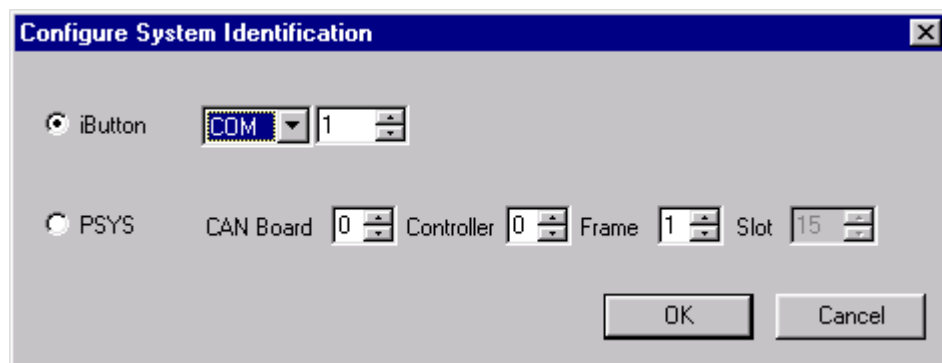 Configure System Identification
iButton COM 1
PSYS CAN Board 0 Controller 0 Frame 1 Slot 15
OK Cancel